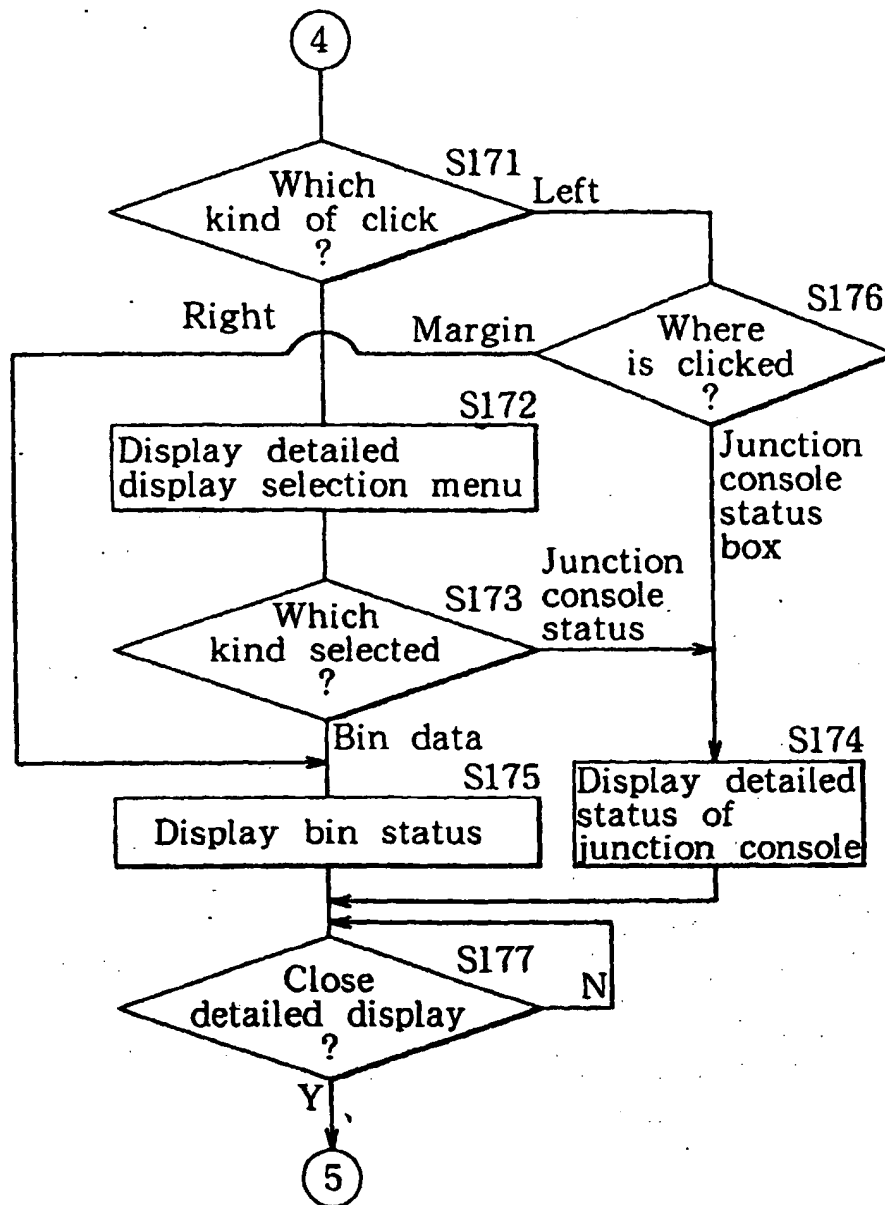 4
S171
Which
kind of click
?
Left
Right
Margin
S176
Where
is clicked
?
S172
Display detailed
display selection menu
Junction
console
status
box
S173
Which
kind selected
?
Junction
console
status
Bin data
S175
Display bin status
S174
Display detailed
status of
junction console
S177
Close
detailed display
?
N
Y
5